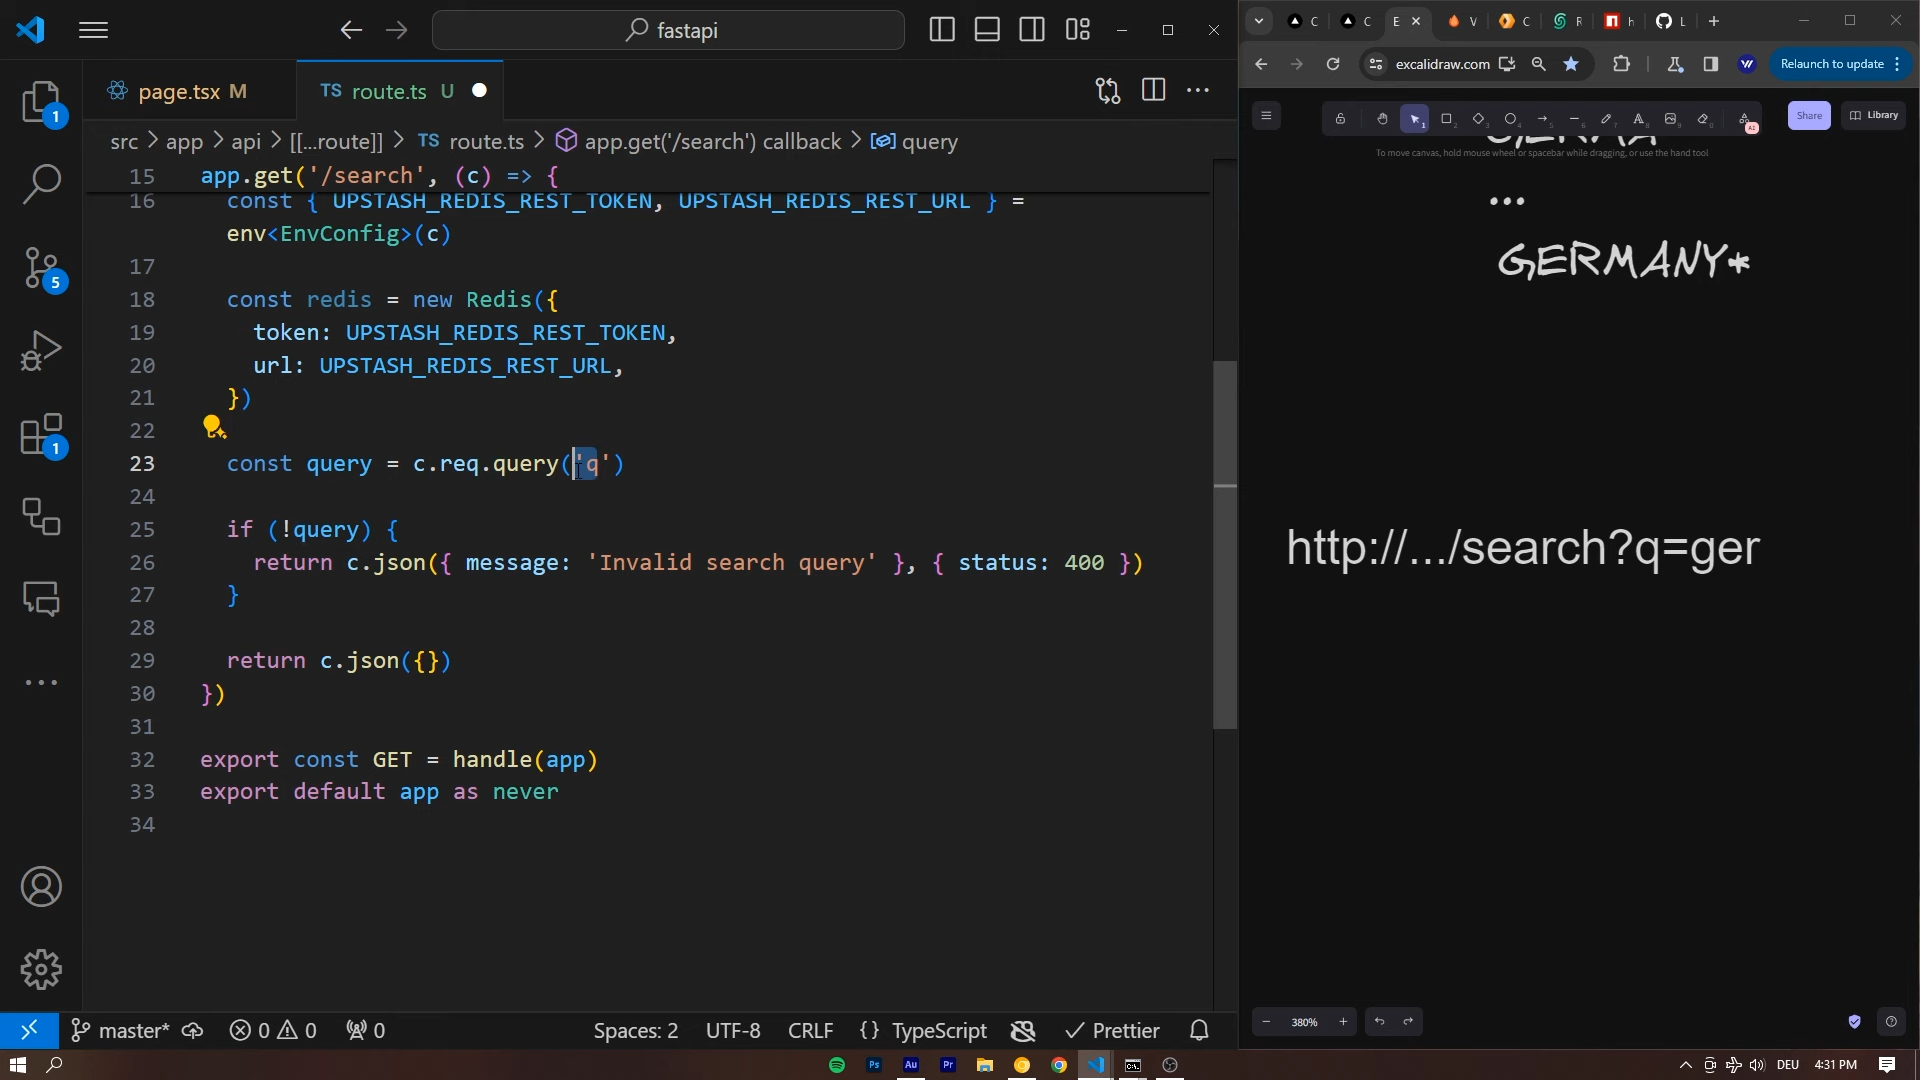 fastapi
page.tsx M
TS route.ts U
src > app > api > [[...route]] > TS route.ts > app.get('/search') callback > query
15 app.get('/search', (c) => {
16 const { UPSTASH_REDIS_REST_TOKEN, UPSTASH_REDIS_REST_URL } =
env<EnvConfig>(c)
17
18 const redis = new Redis({
19 token: UPSTASH_REDIS_REST_TOKEN,
20 url: UPSTASH_REDIS_REST_URL,
21 })
22
23 const query = c.req.query('q')
24
25 if (!query) {
26 return c.json({ message: 'Invalid search query' }, { status: 400 })
27 }
28
29 return c.json({})
30 })
31
32 export const GET = handle(app)
33 export default app as never
34
1
5
1
master* 0 0 0 Spaces: 2 UTF-8 CRLF {} TypeScript Prettier
C C E V C R h L
excalidraw.com Relaunch to update
Share Library
To move canvas, hold mouse wheel or spacebar while dragging, or use the hand tool
...
GERMANY*
http://.../search?q=ger
380%
Ps Au Pr DEU 4:31 PM